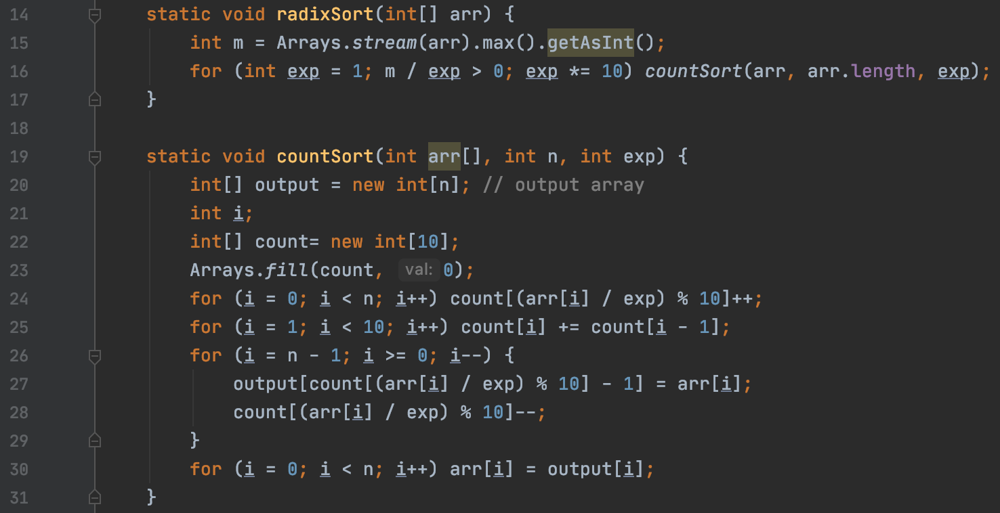 14 static void radixSort(int[] arr) {
15 int m = Arrays.stream(arr).max().getAsInt();
16 for (int exp = 1; m / exp > 0; exp *= 10) countSort(arr, arr.length, exp);
17 }
18
19 static void countSort(int arr[], int n, int exp) {
20 int[] output = new int[n]; // output array
21 int i;
22 int[] count= new int[10];
23 Arrays.fill(count, val: 0);
24 for (i = 0; i < n; i++) count[(arr[i] / exp) % 10]++;
25 for (i = 1; i < 10; i++) count[i] += count[i - 1];
26 for (i = n - 1; i >= 0; i--) {
27 output[count[(arr[i] / exp) % 10] - 1] = arr[i];
28 count[(arr[i] / exp) % 10]--;
29 }
30 for (i = 0; i < n; i++) arr[i] = output[i];
31 }